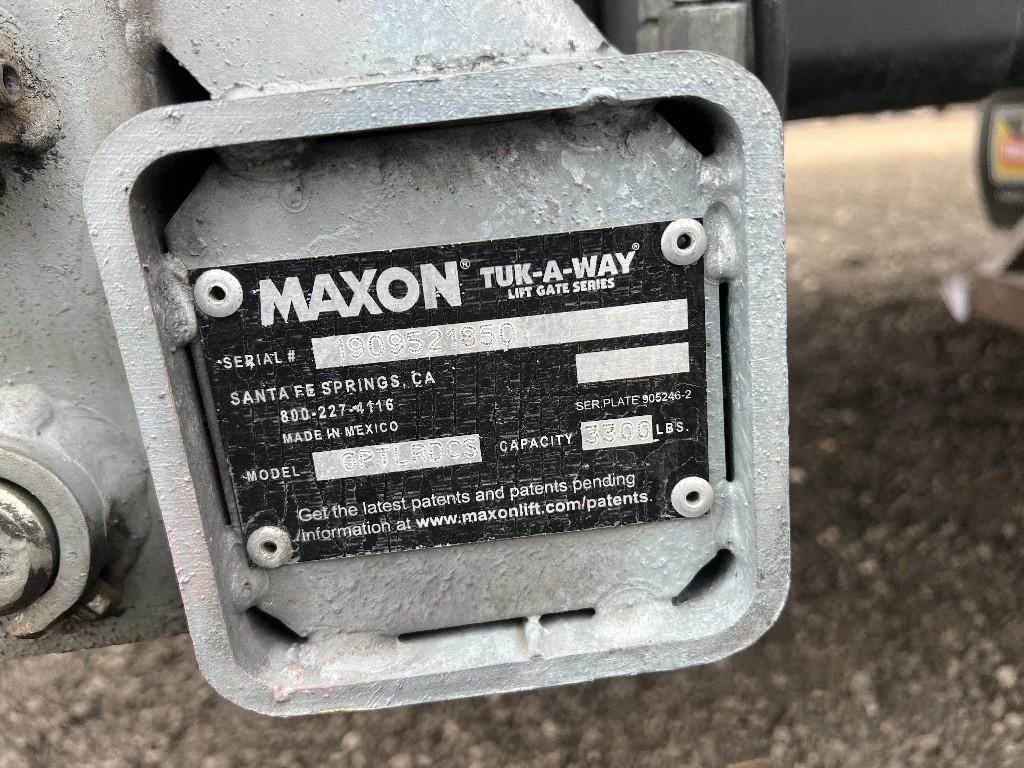 MAXON® TUK-A-WAY®
LIFT GATE SERIES
SERIAL # 1909521850
SANTA FE SPRINGS, CA
800-227-4116
MADE IN MEXICO
SER.PLATE 905246-2
MODEL GPTLRDCS CAPACITY 3300 LBS.
Get the latest patents and patents pending
information at www.maxonlift.com/patents.